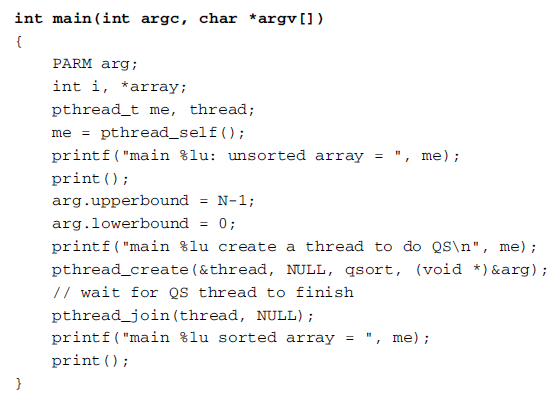 int main(int argc, char *argv[])
{
PARM arg;
int i, *array;
pthread_t me, thread;
me = pthread_self();
printf("main %lu: unsorted array = ", me);
print();
arg.upperbound = N-1;
arg.lowerbound = 0;
printf("main %lu create a thread to do QS\n", me);
pthread_create(&thread, NULL, qsort, (void *)&arg);
// wait for QS thread to finish
pthread_join(thread, NULL);
printf("main %lu sorted array = ", me);
print();
}